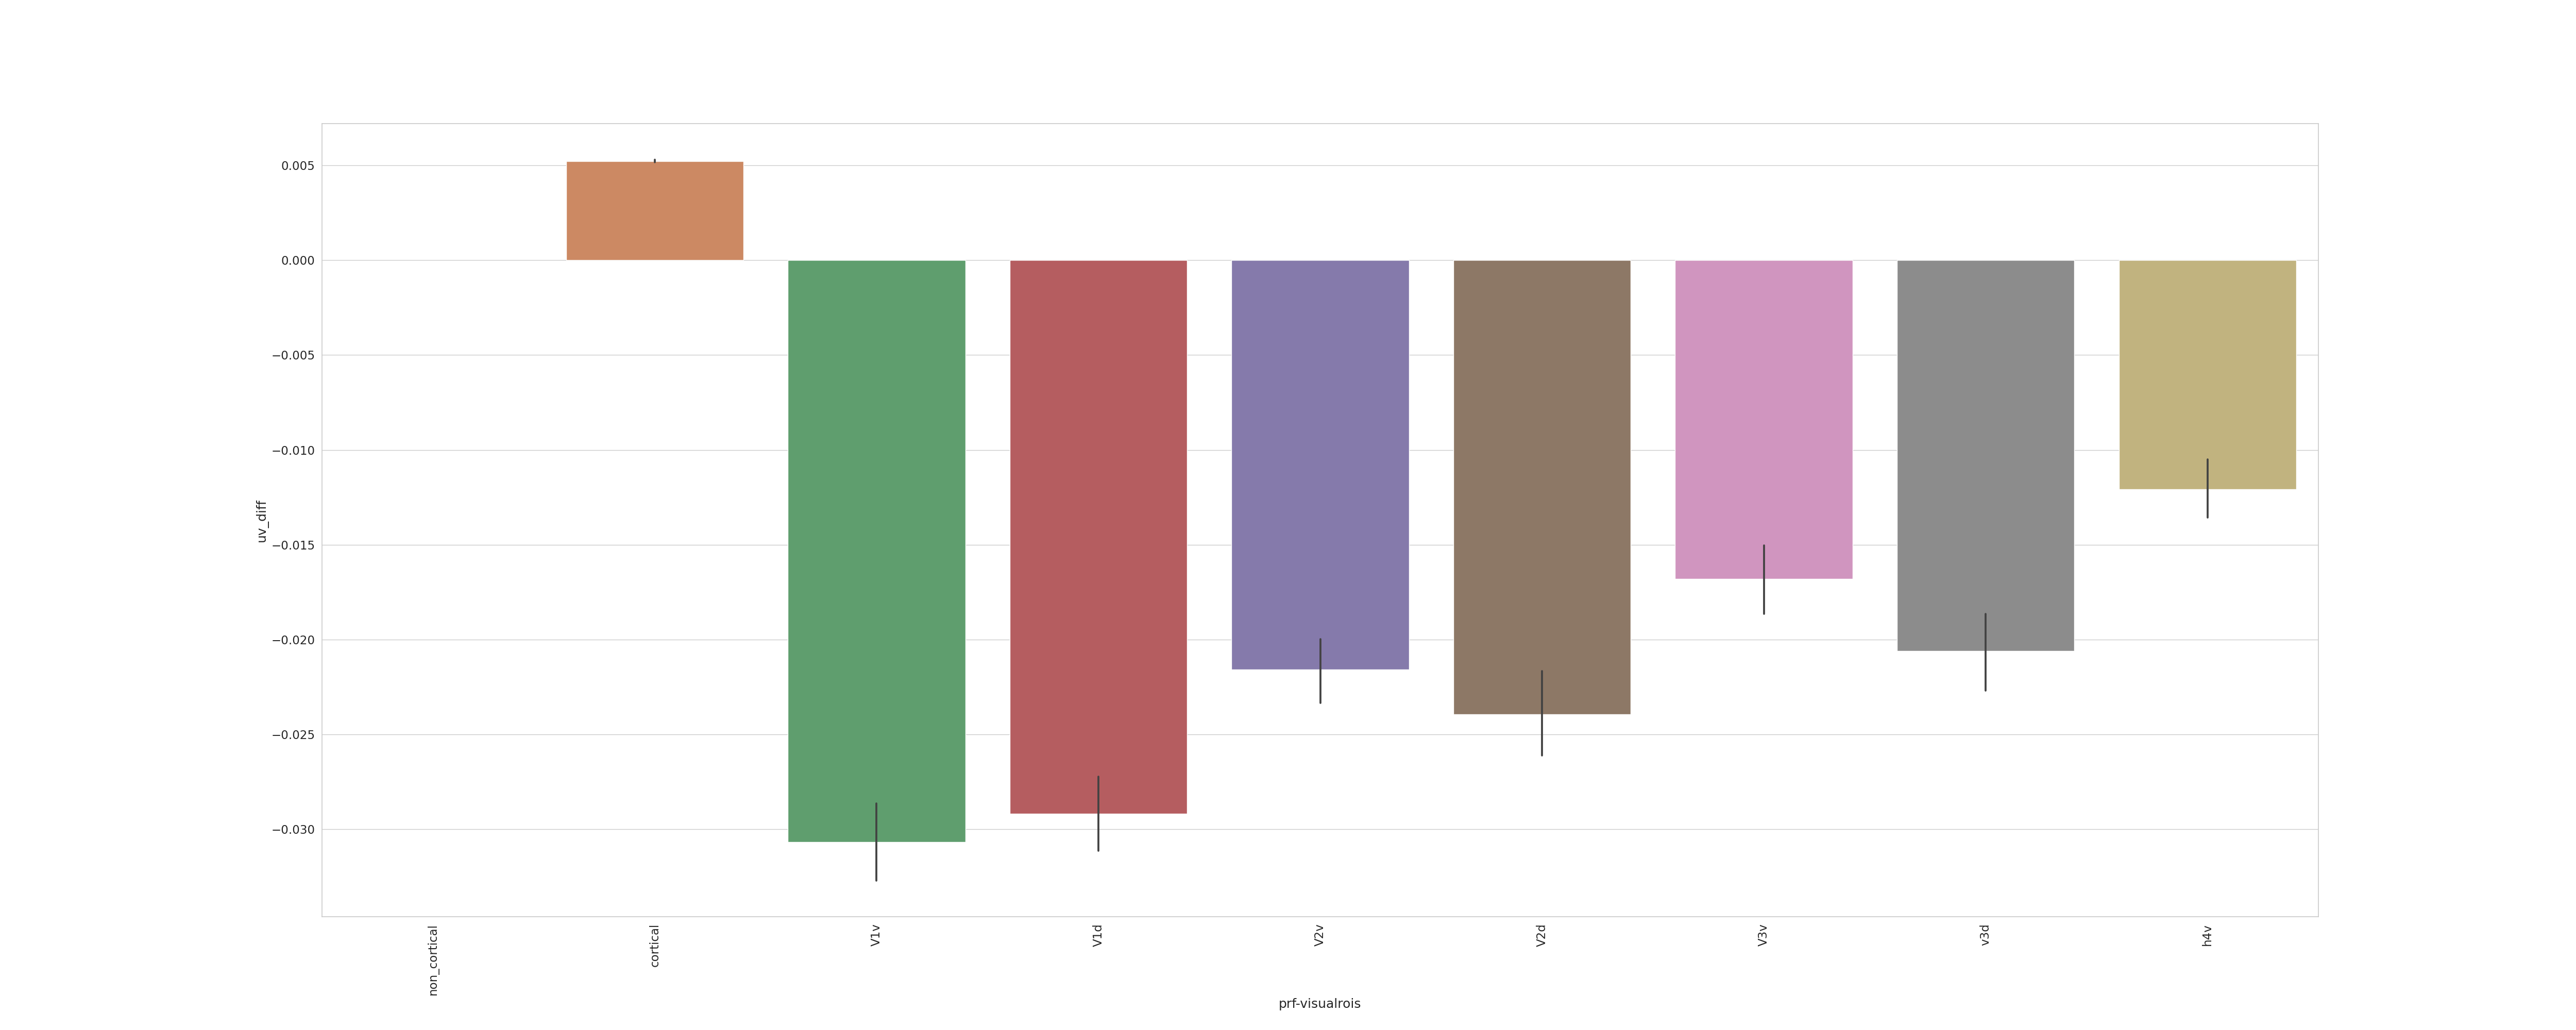 0.005
0.000
−0.005
−0.010
−0.015
−0.020
−0.025
−0.030
uv_diff
non_cortical
cortical
V1v
V1d
V2v
V2d
V3v
v3d
h4v
prf-visualrois